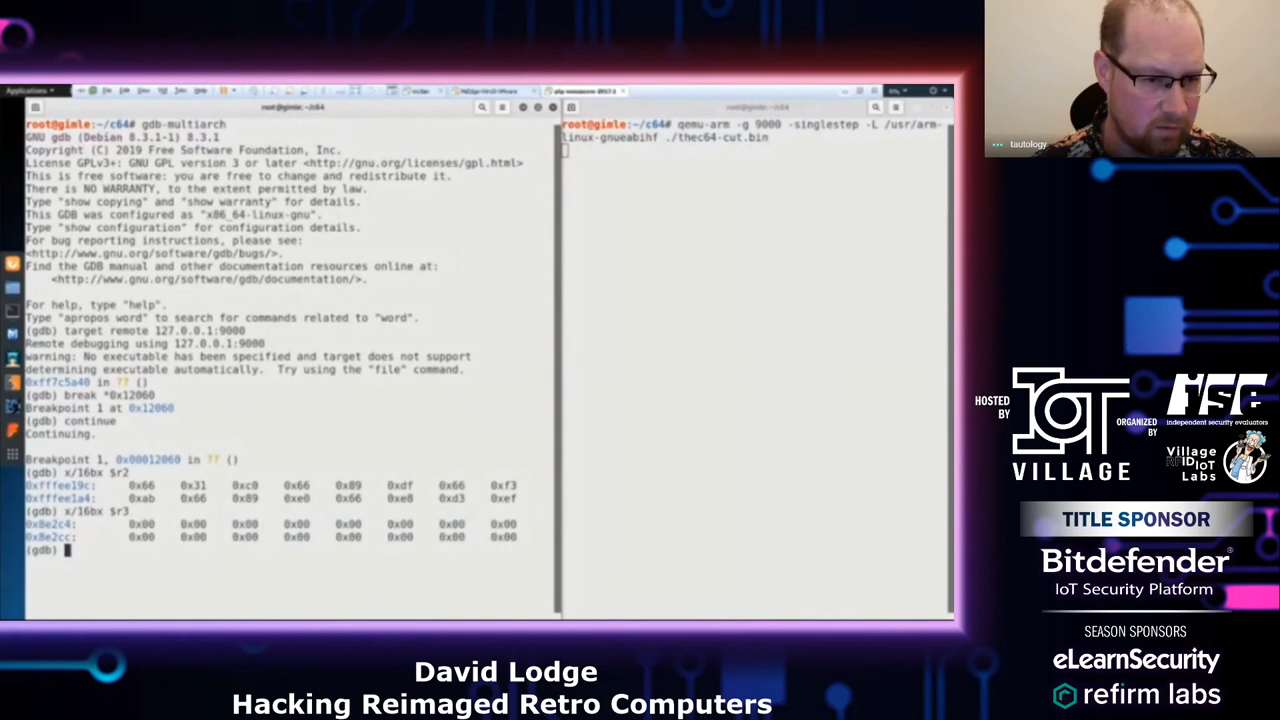 Applications
root@gimle: ~/c64
root@gimle:~/c64# gdb-multiarch
GNU gdb (Debian 8.3.1-1) 8.3.1
Copyright (C) 2019 Free Software Foundation, Inc.
License GPLv3+: GNU GPL version 3 or later <http://gnu.org/licenses/gpl.html>
This is free software: you are free to change and redistribute it.
There is NO WARRANTY, to the extent permitted by law.
Type "show copying" and "show warranty" for details.
This GDB was configured as "x86_64-linux-gnu".
Type "show configuration" for configuration details.
For bug reporting instructions, please see:
<http://www.gnu.org/software/gdb/bugs/>.
Find the GDB manual and other documentation resources online at:
<http://www.gnu.org/software/gdb/documentation/>.
For help, type "help".
Type "apropos word" to search for commands related to "word".
(gdb) target remote 127.0.0.1:9000
Remote debugging using 127.0.0.1:9000
warning: No executable has been specified and target does not support
determining executable automatically.  Try using the "file" command.
0xff7c5a40 in ?? ()
(gdb) break *0x12060
Breakpoint 1 at 0x12060
(gdb) continue
Continuing.
Breakpoint 1, 0x00012060 in ?? ()
(gdb) x/16bx $r2
0xfffee19c: 0x66 0x31 0xc0 0x66 0x89 0xdf 0x66 0xf3
0xfffee1a4: 0xab 0x66 0x89 0xe0 0x66 0xe8 0xd3 0xef
(gdb) x/16bx $r3
0x8e2c4: 0x00 0x00 0x00 0x00 0x00 0x00 0x00 0x00
0x8e2cc: 0x00 0x00 0x00 0x00 0x00 0x00 0x00 0x00
(gdb)
root@gimle: ~/c64
root@gimle:~/c64# qemu-arm -g 9000 -singlestep -L /usr/arm-
linux-gnueabihf ./thec64-cut.bin
tautology
HOSTED BY
IOT VILLAGE
ORGANIZED BY
ISE
independent security evaluators
Village
IoT
Labs
TITLE SPONSOR
Bitdefender
IoT Security Platform
SEASON SPONSORS
eLearnSecurity
refirm labs
David Lodge
Hacking Reimaged Retro Computers